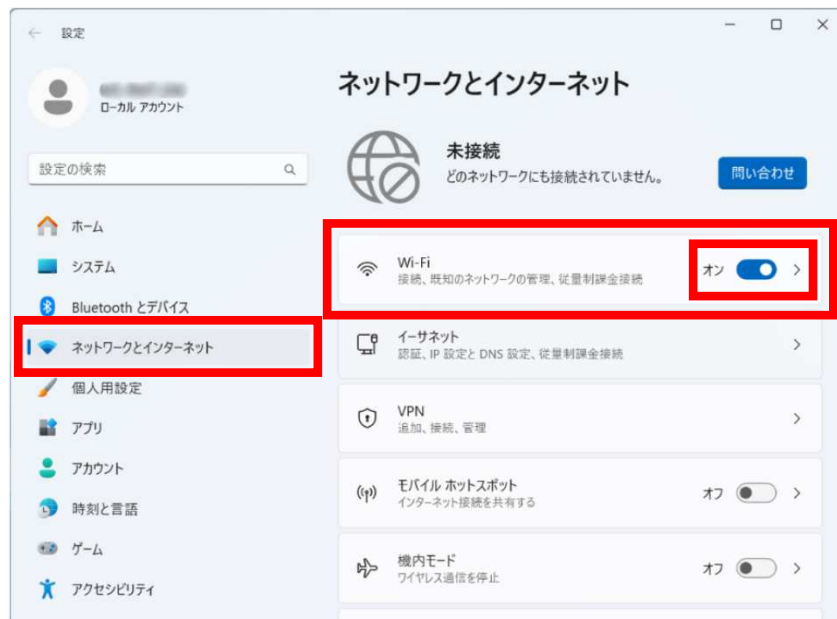 設定
ローカル アカウント
設定の検索
ホーム
システム
Bluetooth とデバイス
ネットワークとインターネット
個人用設定
アプリ
アカウント
時刻と言語
ゲーム
アクセシビリティ
ネットワークとインターネット
未接続
どのネットワークにも接続されていません。
問い合わせ
Wi-Fi
接続、既知のネットワークの管理、従量制課金接続
オン
イーサネット
認証、IP 設定と DNS 設定、従量制課金接続
VPN
追加、接続、管理
モバイル ホットスポット
インターネット接続を共有する
オフ
機内モード
ワイヤレス通信を停止
オフ